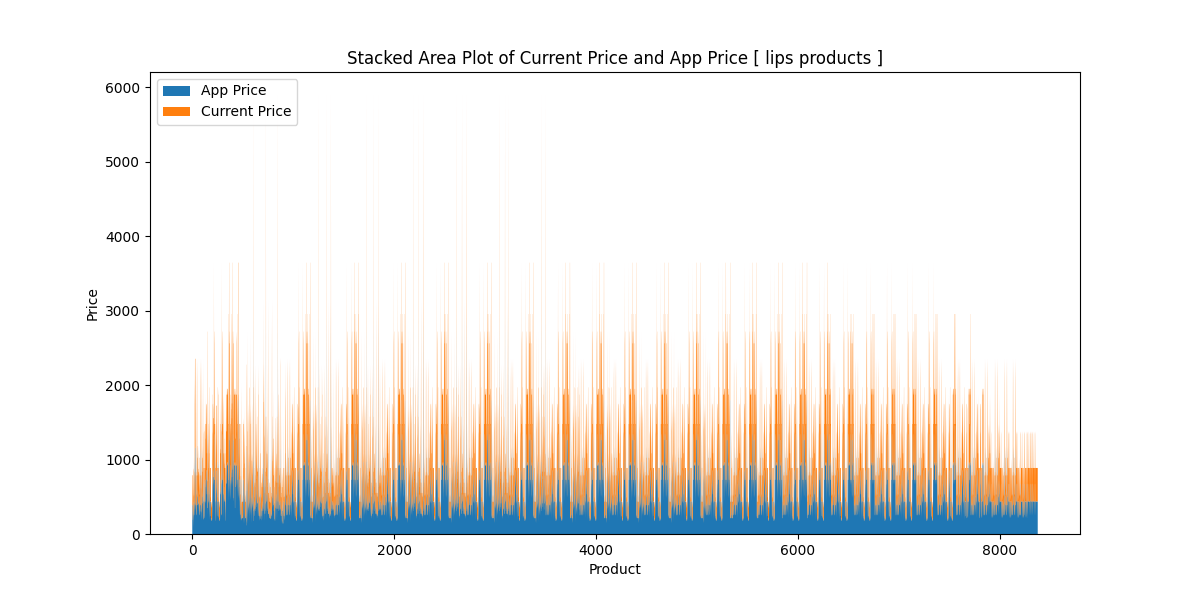 Stacked Area Plot of Current Price and App Price [ lips products ]
App Price
Current Price
6000
5000
4000
3000
2000
1000
0
Price
0 2000 4000 6000 8000
Product